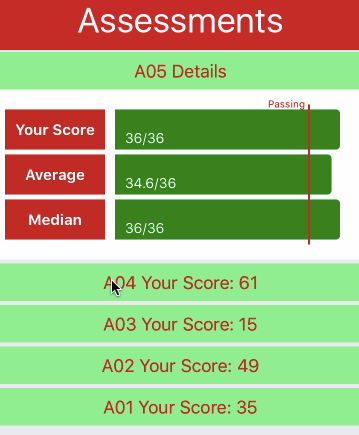 Assessments
A05 Details
Passing
Your Score
36/36
Average
34.6/36
Median
36/36
A04 Your Score: 61
A03 Your Score: 15
A02 Your Score: 49
A01 Your Score: 35